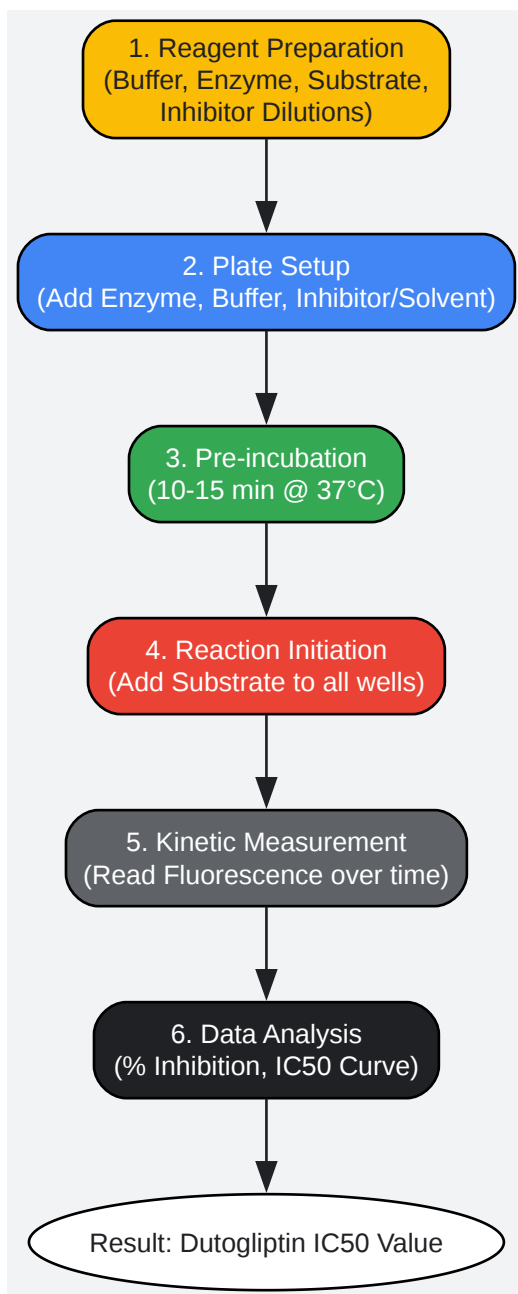 1. Reagent Preparation
(Buffer, Enzyme, Substrate,
Inhibitor Dilutions)
2. Plate Setup
(Add Enzyme, Buffer, Inhibitor/Solvent)
3. Pre-incubation
(10-15 min @ 37°C)
4. Reaction Initiation
(Add Substrate to all wells)
5. Kinetic Measurement
(Read Fluorescence over time)
6. Data Analysis
(% Inhibition, IC50 Curve)
Result: Dutogliptin IC50 Value